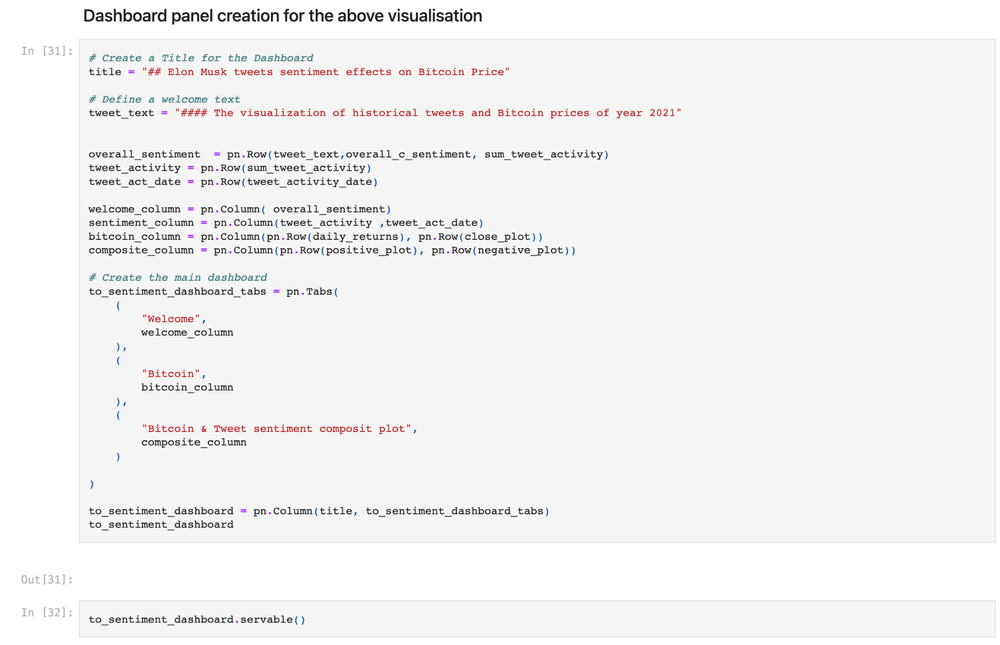 Dashboard panel creation for the above visualisation
In [31]:
# Create a Title for the Dashboard
title = "## Elon Musk tweets sentiment effects on Bitcoin Price"
# Define a welcome text
tweet_text = "#### The visualization of historical tweets and Bitcoin prices of year 2021"
overall_sentiment  = pn.Row(tweet_text,overall_c_sentiment, sum_tweet_activity)
tweet_activity = pn.Row(sum_tweet_activity)
tweet_act_date = pn.Row(tweet_activity_date)
welcome_column = pn.Column( overall_sentiment)
sentiment_column = pn.Column(tweet_activity ,tweet_act_date)
bitcoin_column = pn.Column(pn.Row(daily_returns), pn.Row(close_plot))
composite_column = pn.Column(pn.Row(positive_plot), pn.Row(negative_plot))
# Create the main dashboard
to_sentiment_dashboard_tabs = pn.Tabs(
    (
        "Welcome",
        welcome_column
    ),
    (
        "Bitcoin",
        bitcoin_column
    ),
    (
        "Bitcoin & Tweet sentiment composit plot",
        composite_column
    )
)
to_sentiment_dashboard = pn.Column(title, to_sentiment_dashboard_tabs)
to_sentiment_dashboard
Out[31]:
In [32]:
to_sentiment_dashboard.servable()